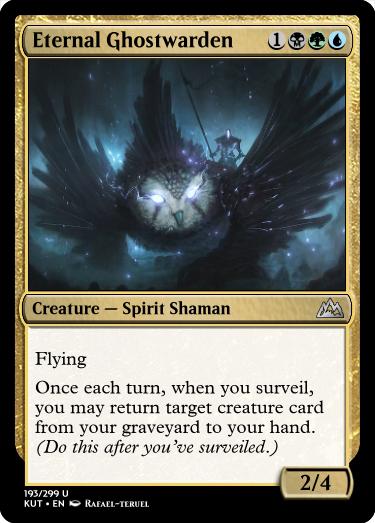 Eternal Ghostwarden 1
Creature — Spirit Shaman
Flying
Once each turn, when you surveil,
you may return target creature card
from your graveyard to your hand.
(Do this after you've surveiled.)
2/4
193/299 U
KUT • EN Rafael-teruel